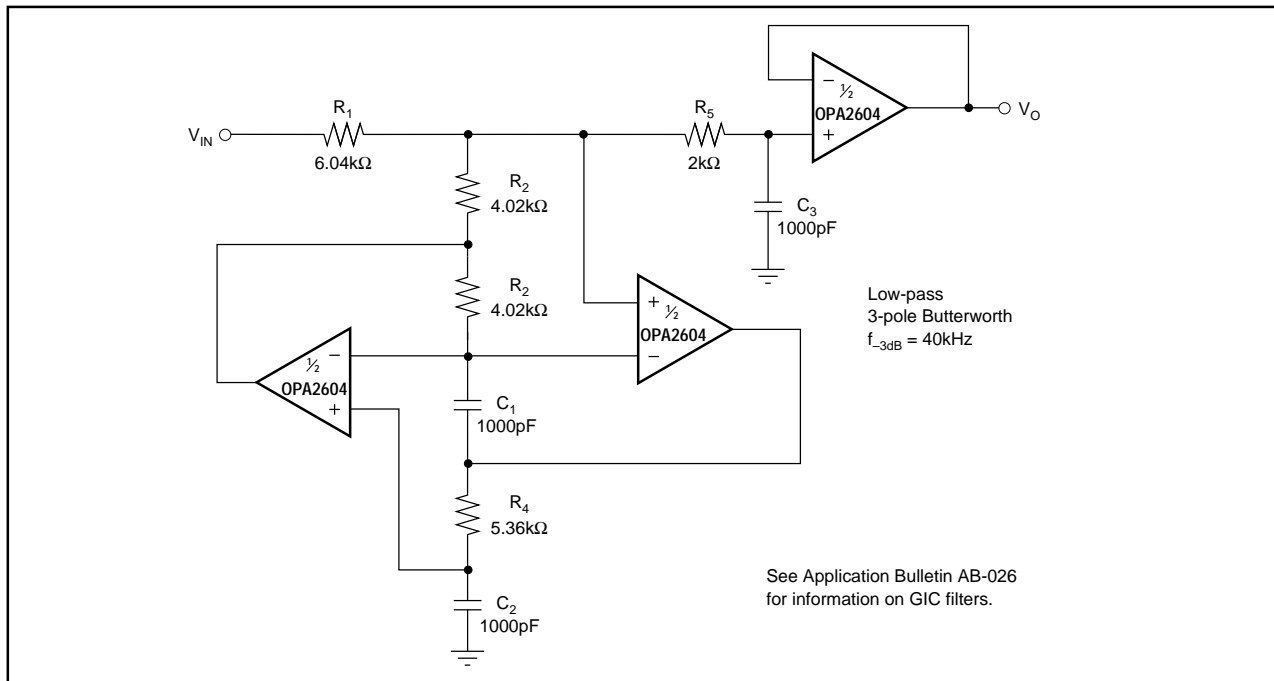 ½
OPA2604
−
+
V_O
R₁
6.04kΩ
V_IN
R₅
2kΩ
C₃
1000pF
R₂
4.02kΩ
R₂
4.02kΩ
+
½
OPA2604
−
Low-pass
3-pole Butterworth
f₋₃dB = 40kHz
−
½
OPA2604
+
C₁
1000pF
R₄
5.36kΩ
C₂
1000pF
See Application Bulletin AB-026
for information on GIC filters.